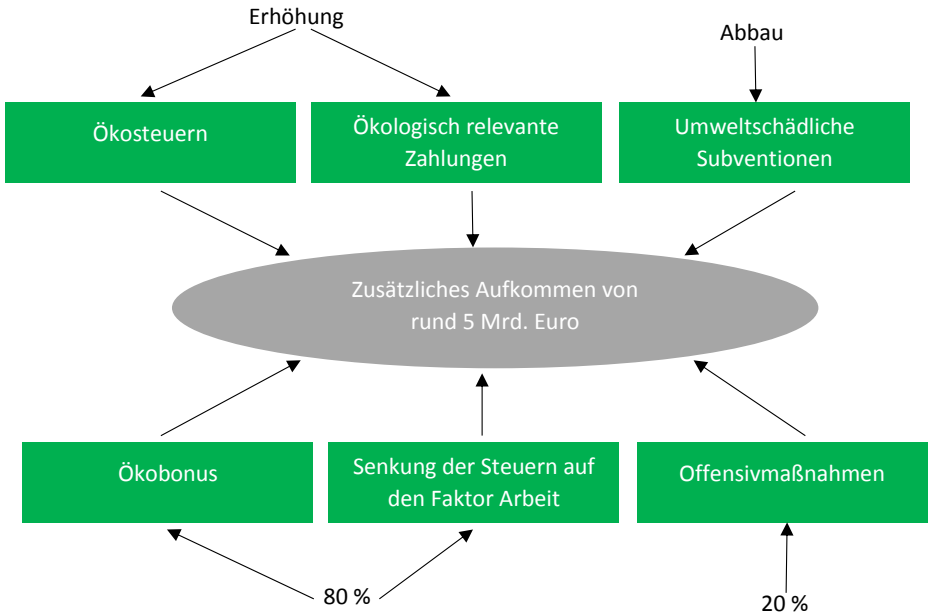 Erhöhung
Abbau
Ökosteuern
Ökologisch relevante
Zahlungen
Umweltschädliche
Subventionen
Zusätzliches Aufkommen von
rund 5 Mrd. Euro
Ökobonus
Senkung der Steuern auf
den Faktor Arbeit
Offensivmaßnahmen
80 %
20 %